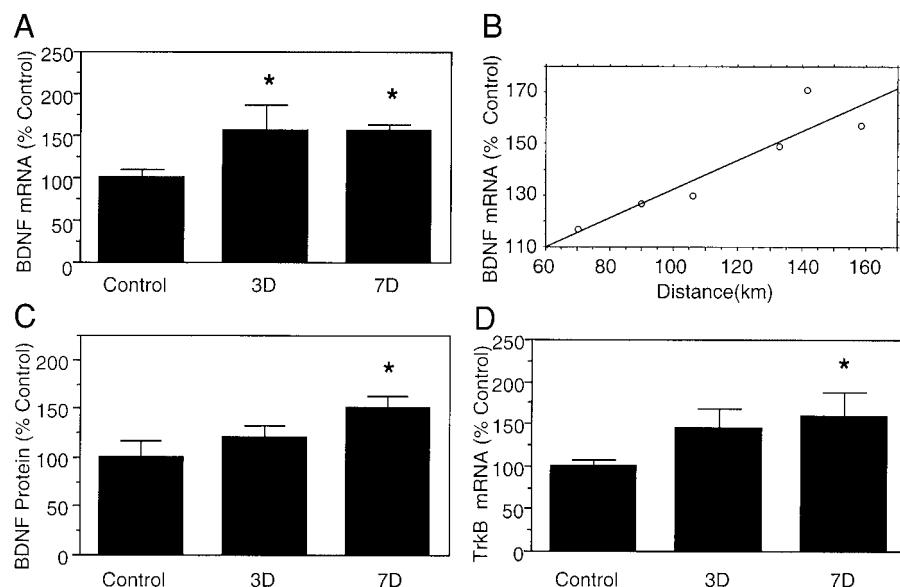 A
BDNF mRNA (% Control)
250
200
150
100
50
0
*
*
Control 3D 7D
B
BDNF mRNA (% Control)
170
150
130
110
60 80 100 120 140 160
Distance(km)
C
BDNF Protein (% Control)
200
150
100
50
0
*
Control 3D 7D
D
TrkB mRNA (% Control)
250
200
150
100
50
0
*
Control 3D 7D